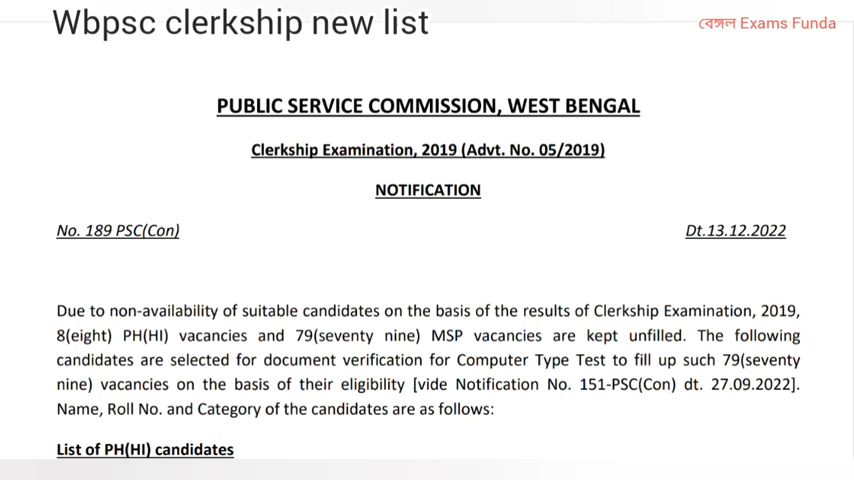 Wbpsc clerkship new list
বেঙ্গল Exams Funda
PUBLIC SERVICE COMMISSION, WEST BENGAL
Clerkship Examination, 2019 (Advt. No. 05/2019)
NOTIFICATION
No. 189 PSC(Con)
Dt.13.12.2022
Due to non-availability of suitable candidates on the basis of the results of Clerkship Examination, 2019,
8(eight) PH(HI) vacancies and 79(seventy nine) MSP vacancies are kept unfilled. The following
candidates are selected for document verification for Computer Type Test to fill up such 79(seventy
nine) vacancies on the basis of their eligibility [vide Notification No. 151-PSC(Con) dt. 27.09.2022].
Name, Roll No. and Category of the candidates are as follows:
List of PH(HI) candidates